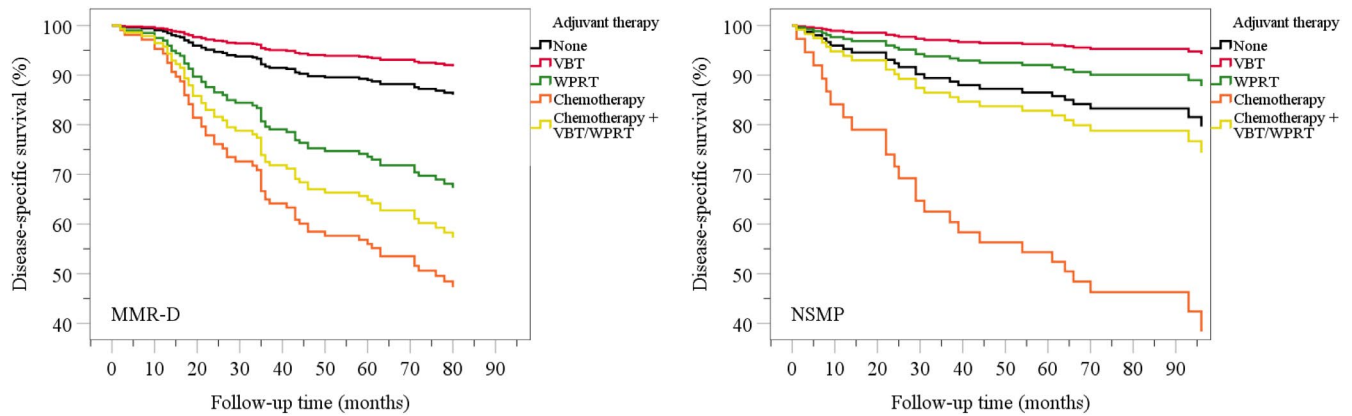 Disease-specific survival (%)
100
90
80
70
60
50
40
MMR-D
0 10 20 30 40 50 60 70 80 90
Follow-up time (months)
Adjuvant therapy
None
VBT
WPRT
Chemotherapy
Chemotherapy +
VBT/WPRT
Disease-specific survival (%)
100
90
80
70
60
50
40
NSMP
0 10 20 30 40 50 60 70 80 90
Follow-up time (months)
Adjuvant therapy
None
VBT
WPRT
Chemotherapy
Chemotherapy +
VBT/WPRT